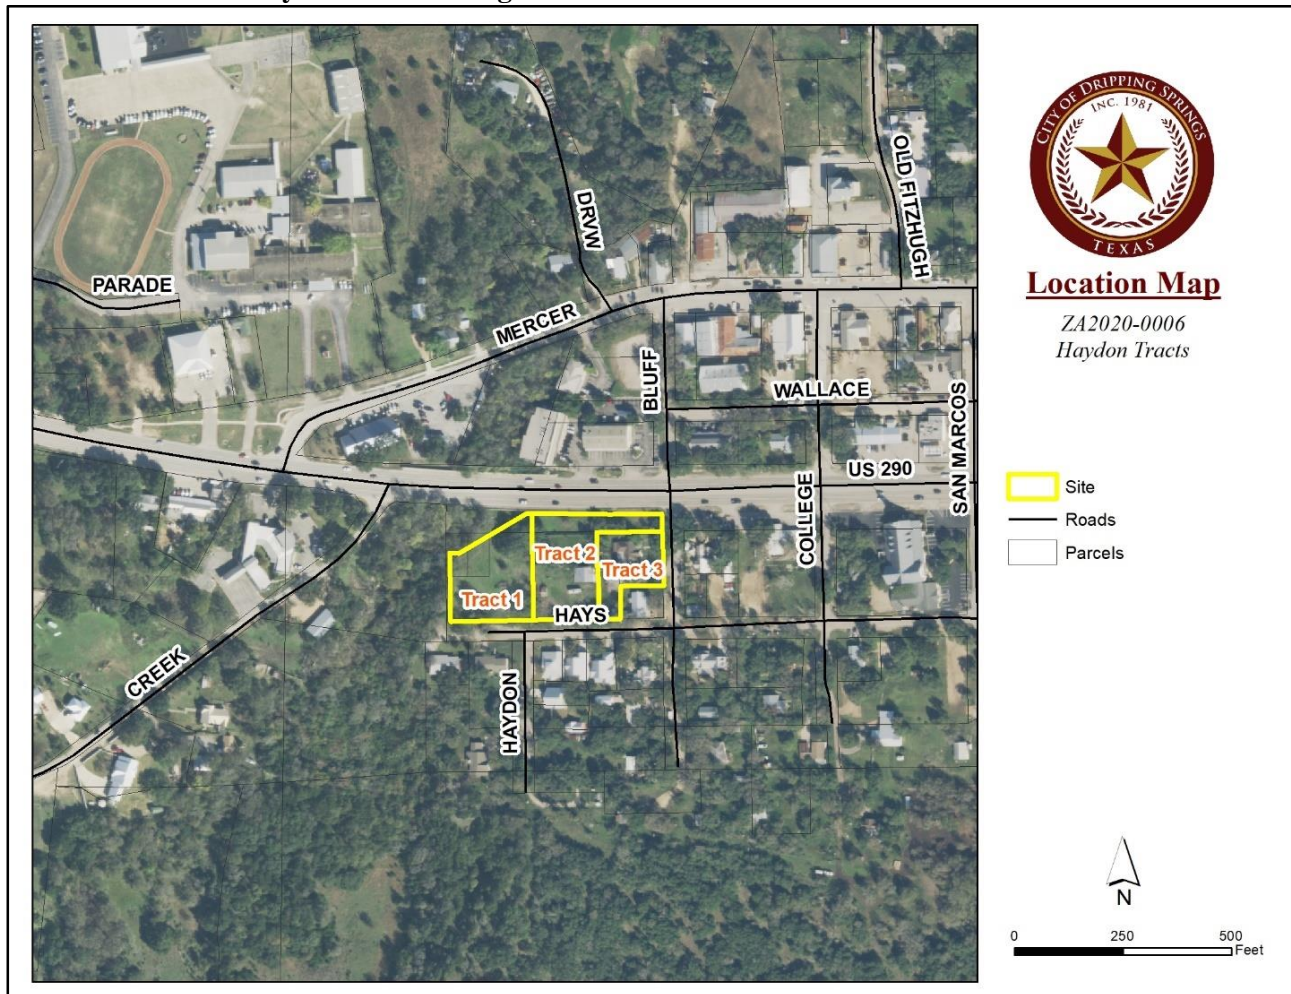 CITY OF DRIPPING SPRINGS
INC. 1981
TEXAS
Location Map
ZA2020-0006
Haydon Tracts
OLD FITZHUGH
DRVW
PARADE
MERCER
BLUFF
WALLACE
SAN MARCOS
US 290
COLLEGE
Site
Roads
Parcels
Tract 2
Tract 3
Tract 1
HAYS
CREEK
HAYDON
N
0 250 500
Feet